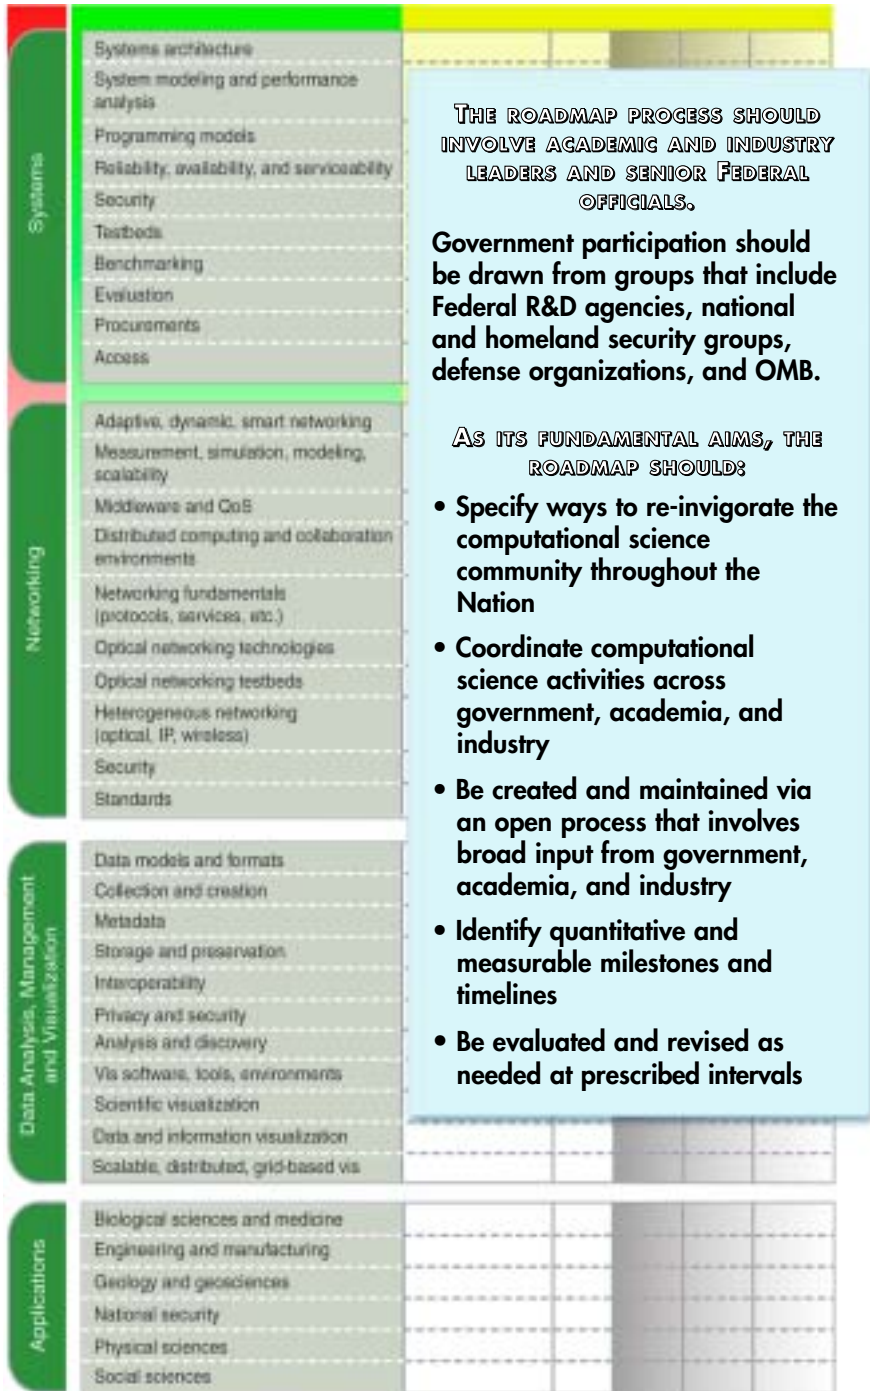 Systems
Systems architecture
System modeling and performance
analysis
Programming models
Reliability, availability, and serviceability
Security
Testbeds
Benchmarking
Evaluation
Procurements
Access
Networking
Adaptive, dynamic, smart networking
Measurement, simulation, modeling,
scalability
Middleware and QoS
Distributed computing and collaboration
environments
Networking fundamentals
(protocols, services, etc.)
Optical networking technologies
Optical networking testbeds
Heterogeneous networking
(optical, IP, wireless)
Security
Standards
Data Analysis, Management
and Visualization
Data models and formats
Collection and creation
Metadata
Storage and preservation
Interoperability
Privacy and security
Analysis and discovery
Vis software, tools, environments
Scientific visualization
Data and information visualization
Scalable, distributed, grid-based vis
Applications
Biological sciences and medicine
Engineering and manufacturing
Geology and geosciences
National security
Physical sciences
Social sciences
THE ROADMAP PROCESS SHOULD
INVOLVE ACADEMIC AND INDUSTRY
LEADERS AND SENIOR FEDERAL
OFFICIALS.
Government participation should
be drawn from groups that include
Federal R&D agencies, national
and homeland security groups,
defense organizations, and OMB.
AS ITS FUNDAMENTAL AIMS, THE
ROADMAP SHOULD:
• Specify ways to re-invigorate the
computational science
community throughout the
Nation
• Coordinate computational
science activities across
government, academia, and
industry
• Be created and maintained via
an open process that involves
broad input from government,
academia, and industry
• Identify quantitative and
measurable milestones and
timelines
• Be evaluated and revised as
needed at prescribed intervals